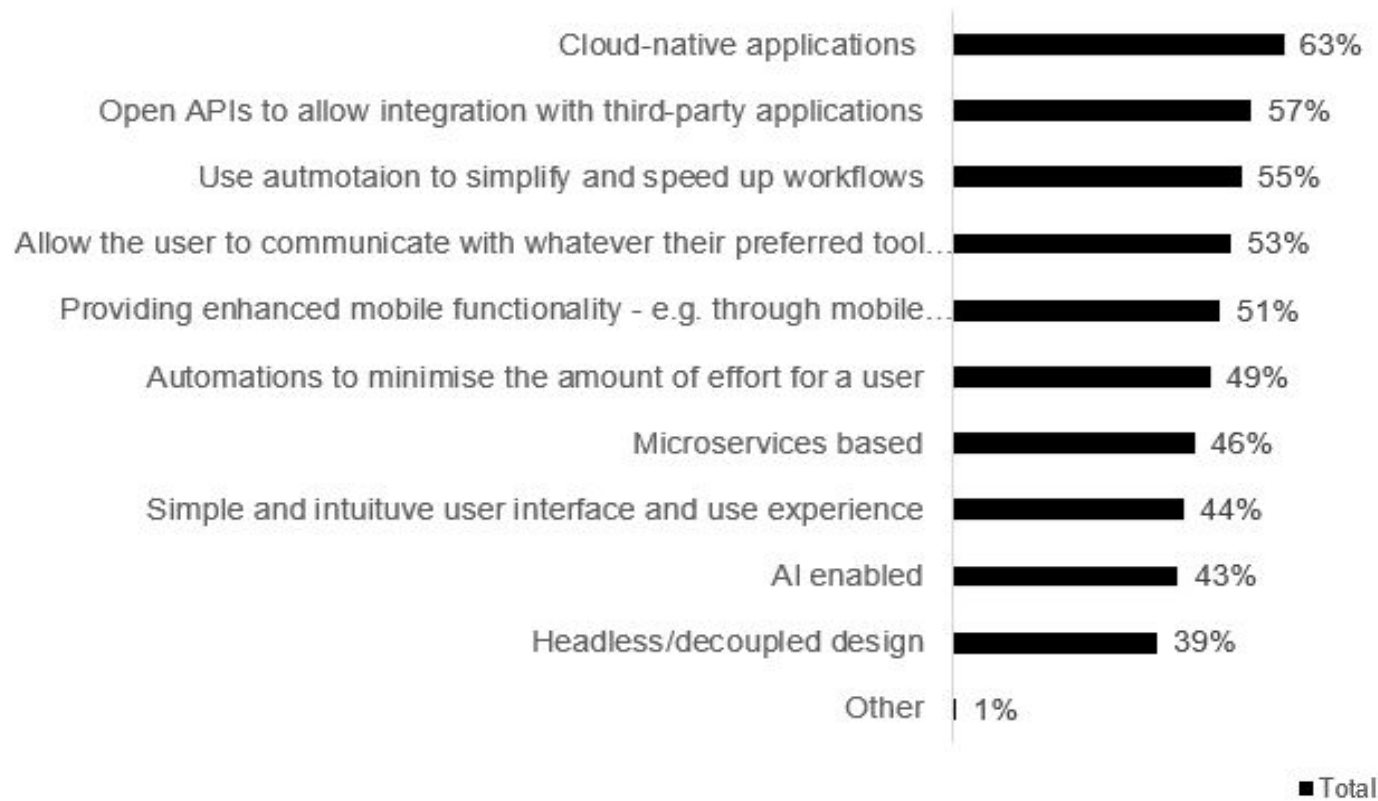 Cloud-native applications 63%
Open APIs to allow integration with third-party applications 57%
Use autmotaion to simplify and speed up workflows 55%
Allow the user to communicate with whatever their preferred tool... 53%
Providing enhanced mobile functionality - e.g. through mobile... 51%
Automations to minimise the amount of effort for a user 49%
Microservices based 46%
Simple and intuituve user interface and use experience 44%
AI enabled 43%
Headless/decoupled design 39%
Other 1%
Total